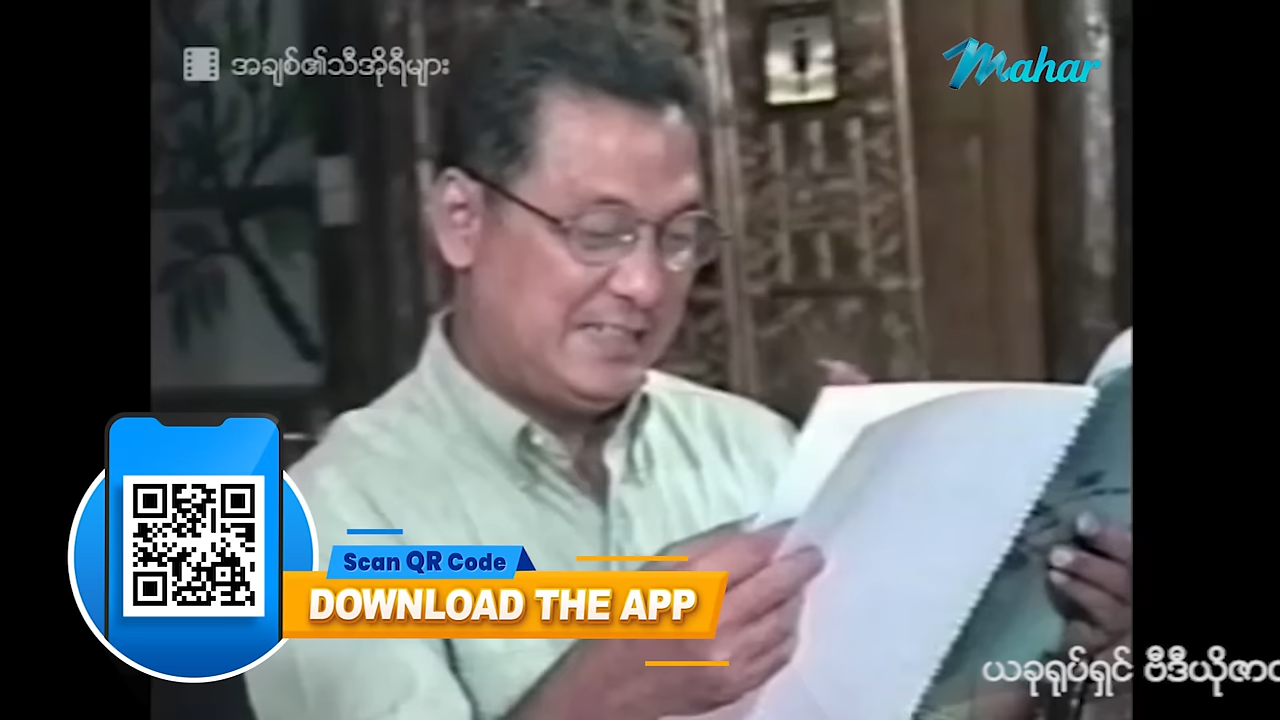 အချစ်၏သီအိုရီများ
Mahar
Scan QR Code
DOWNLOAD THE APP
ယခုရုပ်ရှင် ဗီဒီယိုဇာတ